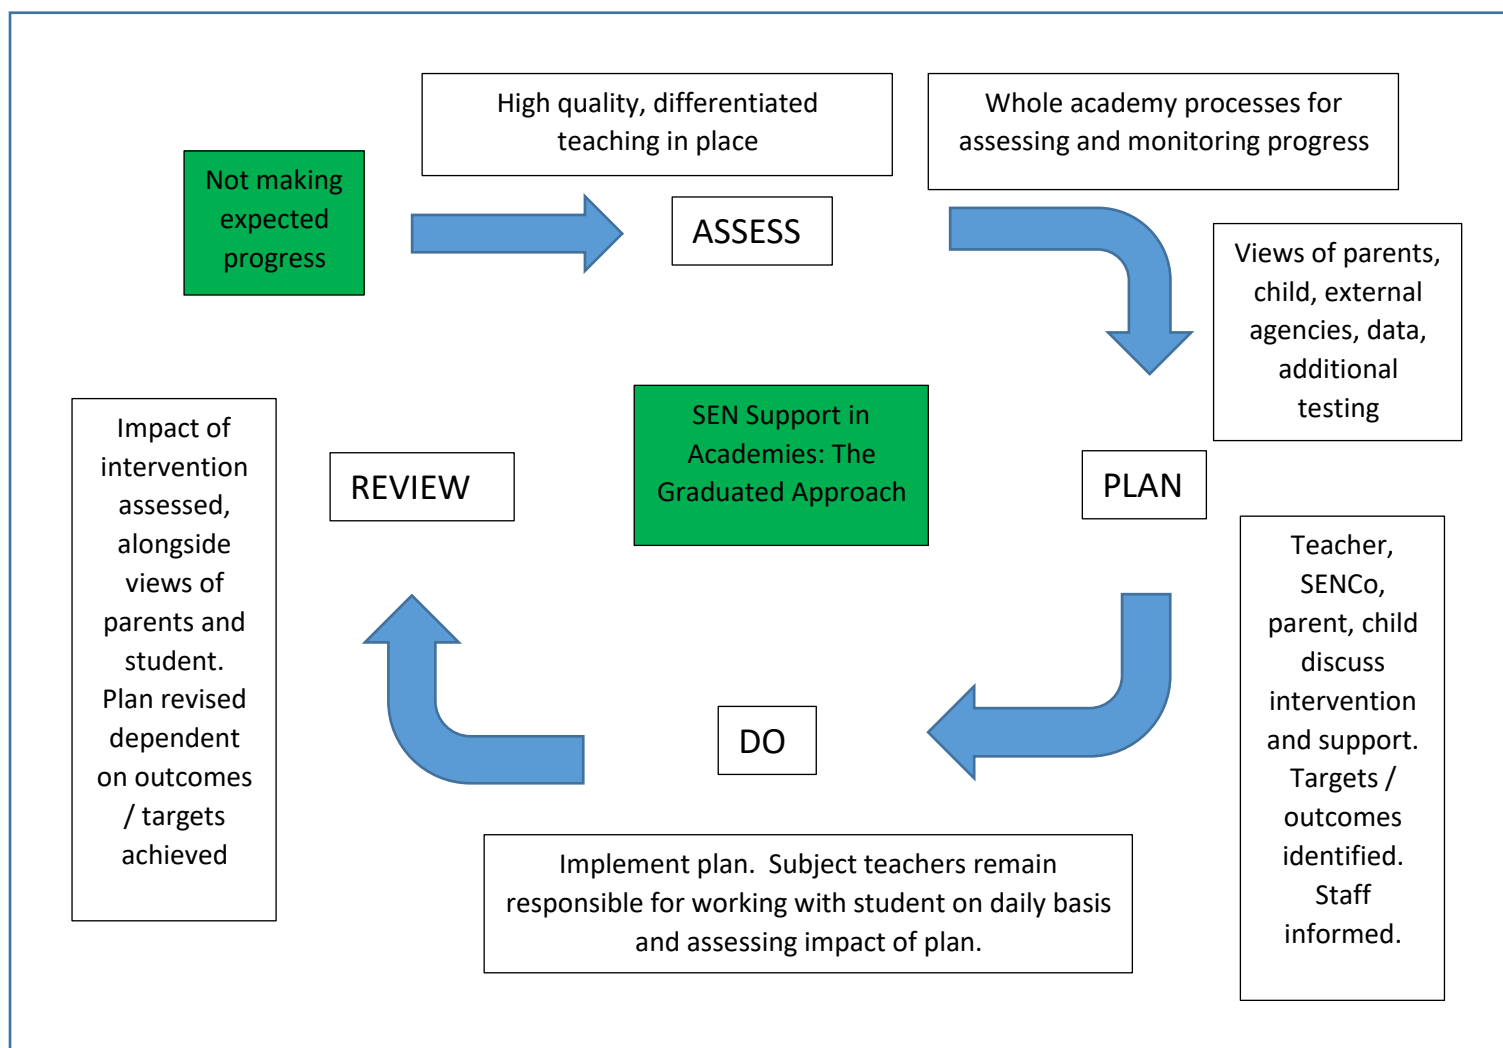 High quality, differentiated
teaching in place
Whole academy processes for
assessing and monitoring progress
Not making
expected
progress
ASSESS
Views of parents,
child, external
agencies, data,
additional
testing
SEN Support in
Academies: The
Graduated Approach
PLAN
Teacher,
SENCo,
parent, child
discuss
intervention
and support.
Targets /
outcomes
identified.
Staff
informed.
DO
Implement plan.  Subject teachers remain
responsible for working with student on daily basis
and assessing impact of plan.
REVIEW
Impact of
intervention
assessed,
alongside
views of
parents and
student.
Plan revised
dependent
on outcomes
/ targets
achieved